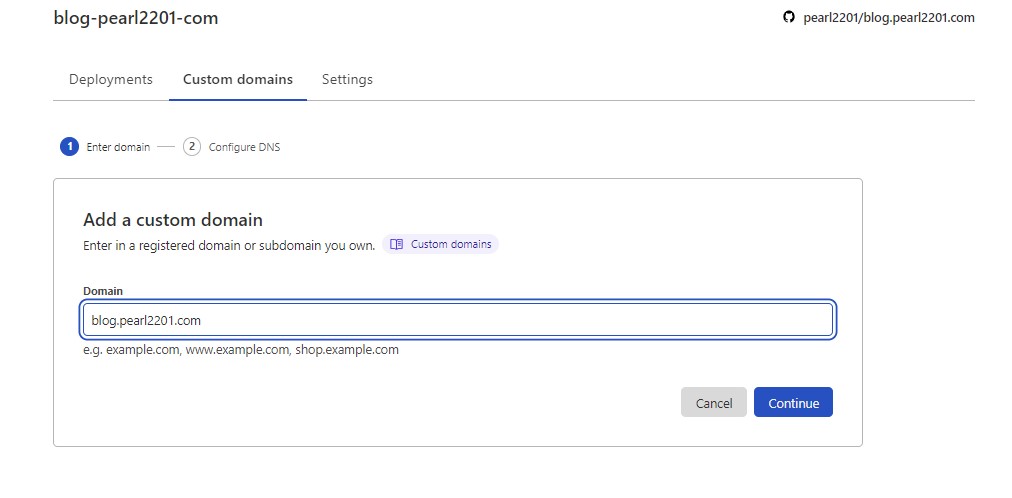 blog-pearl2201-com
pearl2201/blog.pearl2201.com
Deployments Custom domains Settings
1 Enter domain 2 Configure DNS
Add a custom domain
Enter in a registered domain or subdomain you own. Custom domains
Domain
blog.pearl2201.com
e.g. example.com, www.example.com, shop.example.com
Cancel Continue